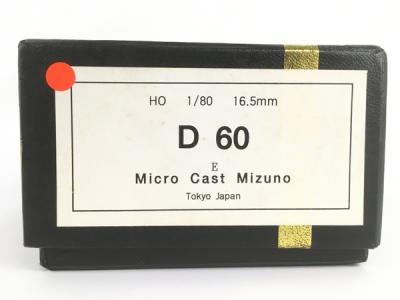 HO 1/80 16.5mm
D 60
E
Micro Cast Mizuno
Tokyo Japan